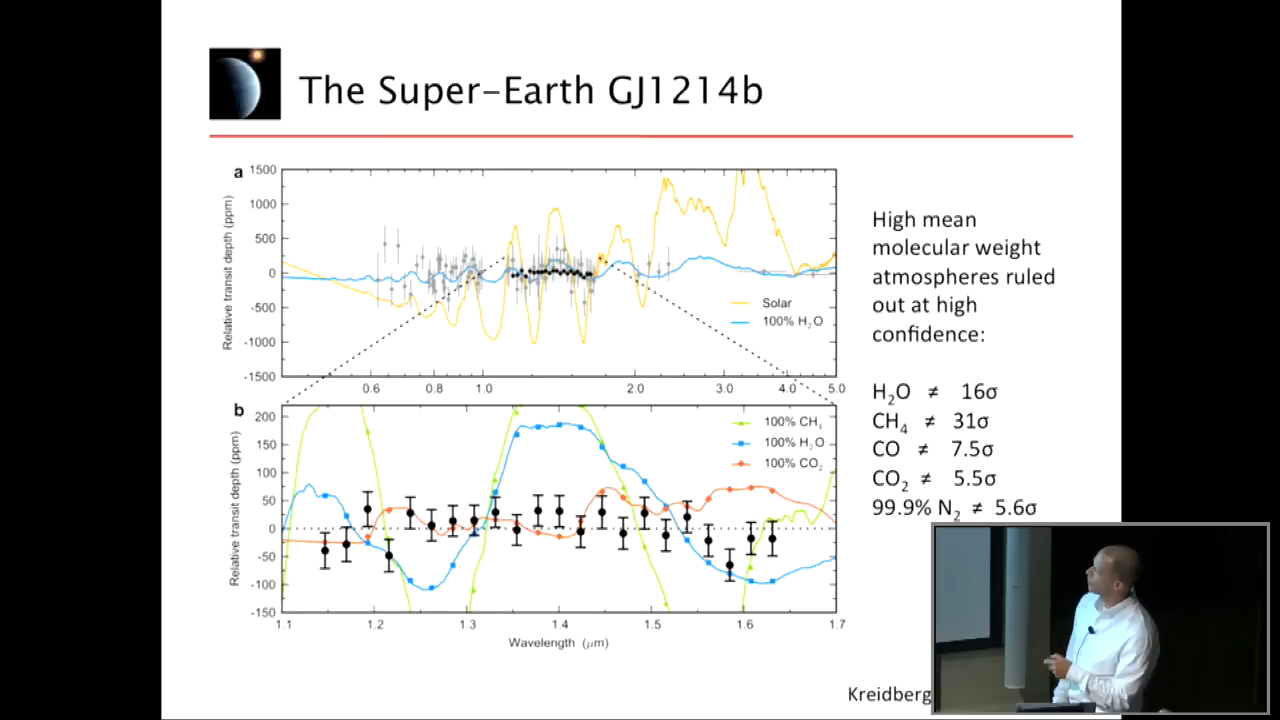 The Super-Earth GJ1214b
a
1500
1000
500
0
-500
-1000
-1500
Relative transit depth (ppm)
Solar
100% H₂O
0.6 0.8 1.0 2.0 3.0 4.0 5.0
b
200
150
100
50
0
-50
-100
-150
Relative transit depth (ppm)
100% CH₄
100% H₂O
100% CO₂
1.1 1.2 1.3 1.4 1.5 1.6 1.7
Wavelength (μm)
High mean
molecular weight
atmospheres ruled
out at high
confidence:
H₂O ≠ 16σ
CH₄ ≠ 31σ
CO ≠ 7.5σ
CO₂ ≠ 5.5σ
99.9% N₂ ≠ 5.6σ
Kreidberg